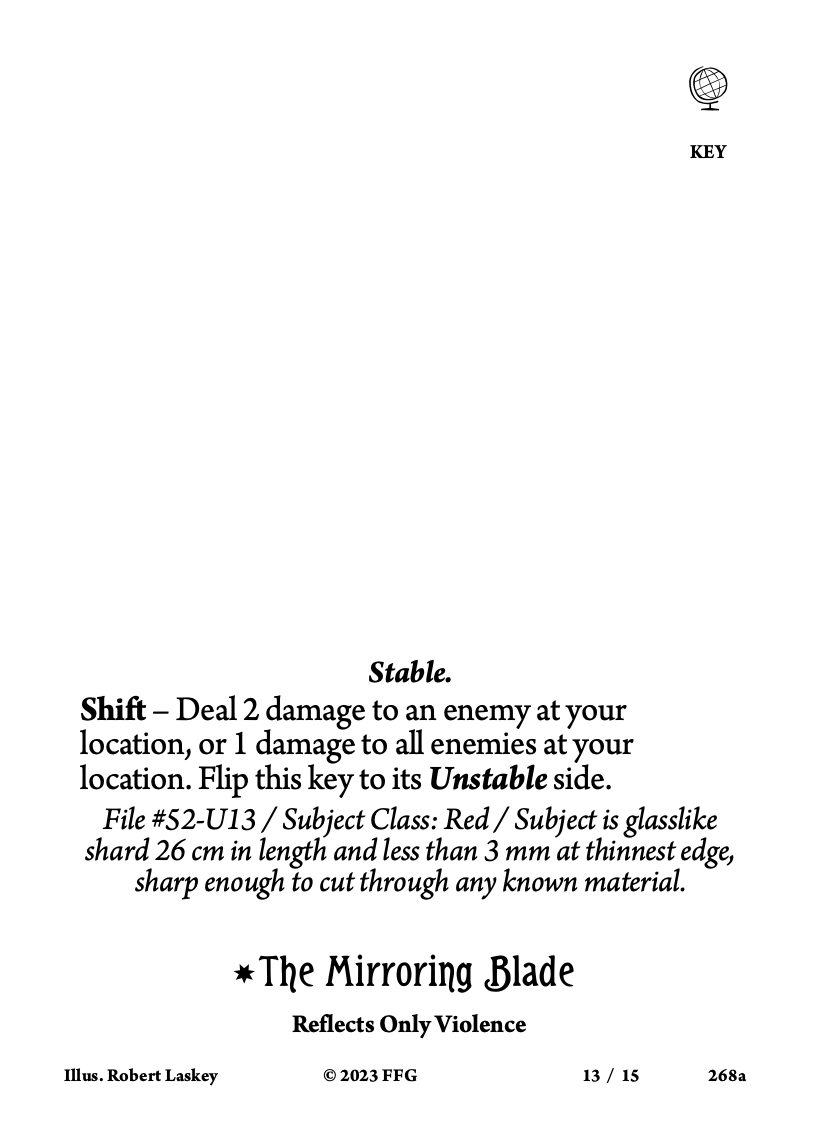 KEY
Stable.
Shift – Deal 2 damage to an enemy at your
location, or 1 damage to all enemies at your
location. Flip this key to its Unstable side.
File #52-U13 / Subject Class: Red / Subject is glasslike
shard 26 cm in length and less than 3 mm at thinnest edge,
sharp enough to cut through any known material.
The Mirroring Blade
Reflects Only Violence
Illus. Robert Laskey © 2023 FFG 13 / 15 268a